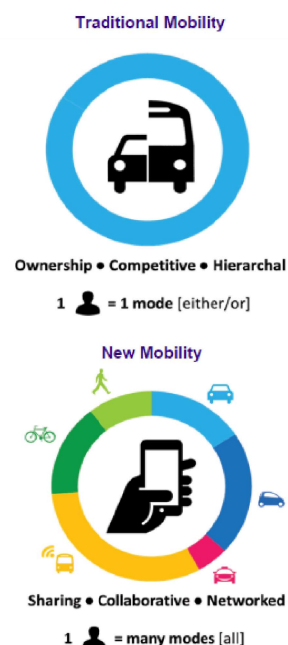 Traditional Mobility
Ownership ● Competitive ● Hierarchal
1 = 1 mode [either/or]
New Mobility
Sharing ● Collaborative ● Networked
1 = many modes [all]